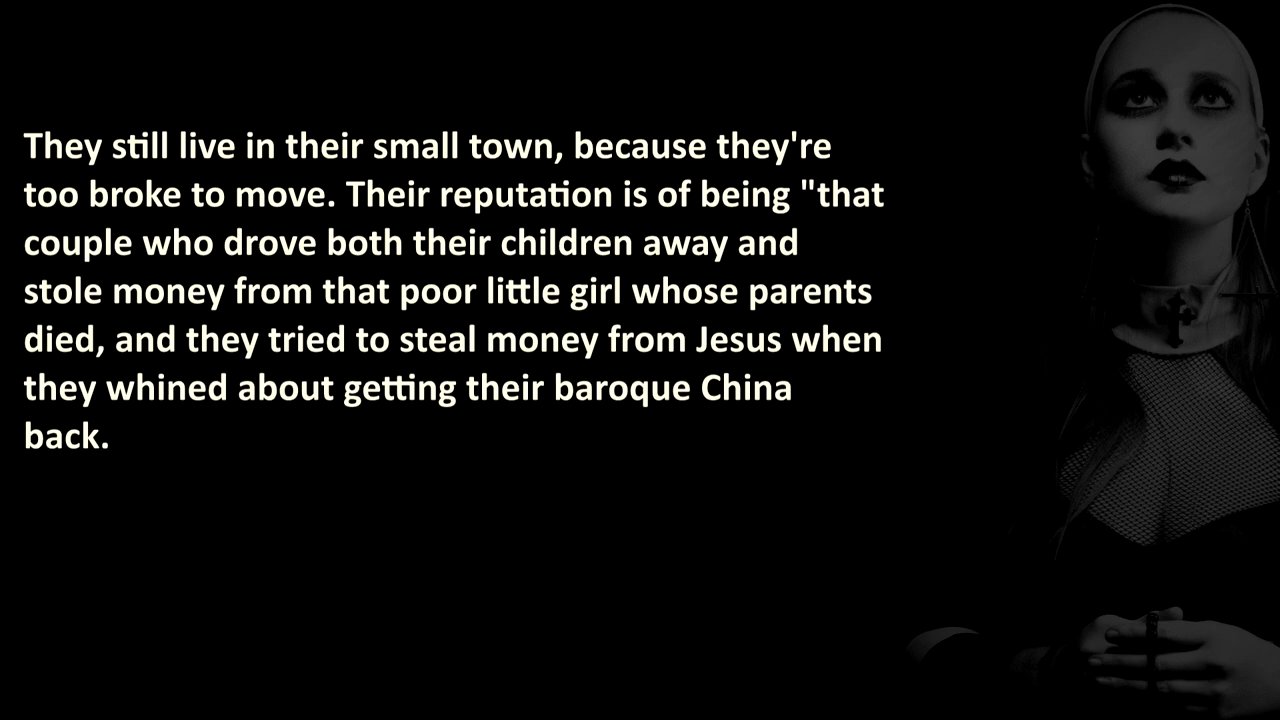 They still live in their small town, because they're
too broke to move. Their reputation is of being "that
couple who drove both their children away and
stole money from that poor little girl whose parents
died, and they tried to steal money from Jesus when
they whined about getting their baroque China
back.